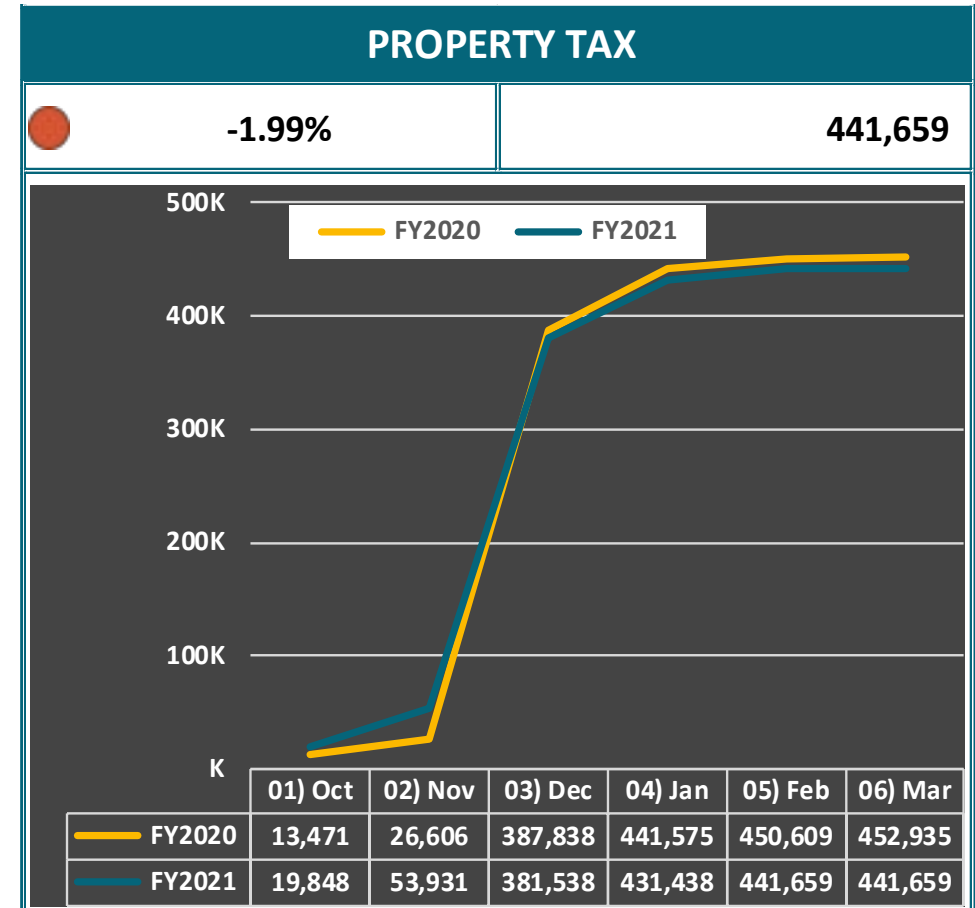 PROPERTY TAX
-1.99% 441,659
500K
FY2020 FY2021
400K
300K
200K
100K
K
01) Oct 02) Nov 03) Dec 04) Jan 05) Feb 06) Mar
FY2020 13,471 26,606 387,838 441,575 450,609 452,935
FY2021 19,848 53,931 381,538 431,438 441,659 441,659